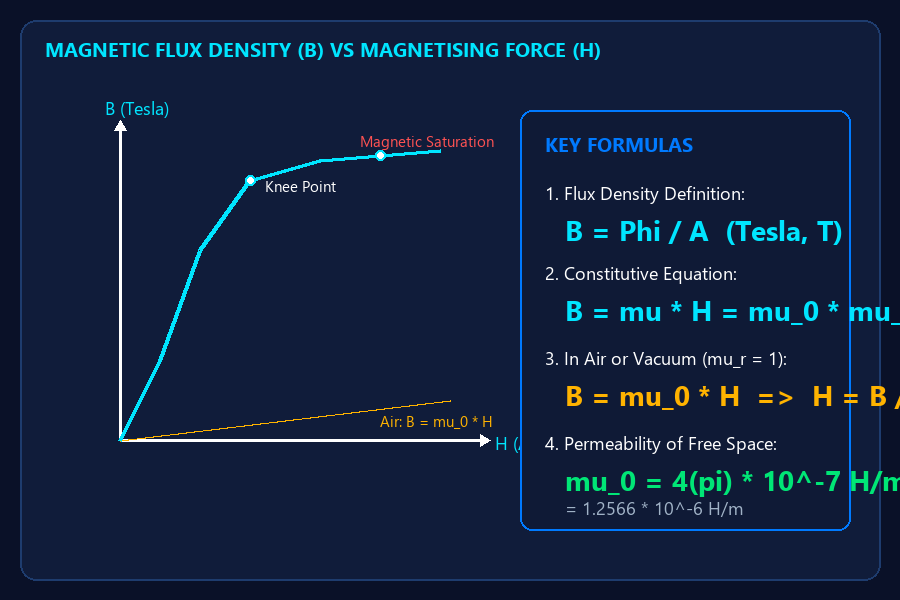 MAGNETIC FLUX DENSITY (B) VS MAGNETISING FORCE (H)
B (Tesla)
Magnetic Saturation
Knee Point
Air: B = mu_0 * H
H (
KEY FORMULAS
1. Flux Density Definition:
B = Phi / A (Tesla, T)
2. Constitutive Equation:
B = mu * H = mu_0 * mu_
3. In Air or Vacuum (mu_r = 1):
B = mu_0 * H => H = B /
4. Permeability of Free Space:
mu_0 = 4(pi) * 10^-7 H/m
= 1.2566 * 10^-6 H/m